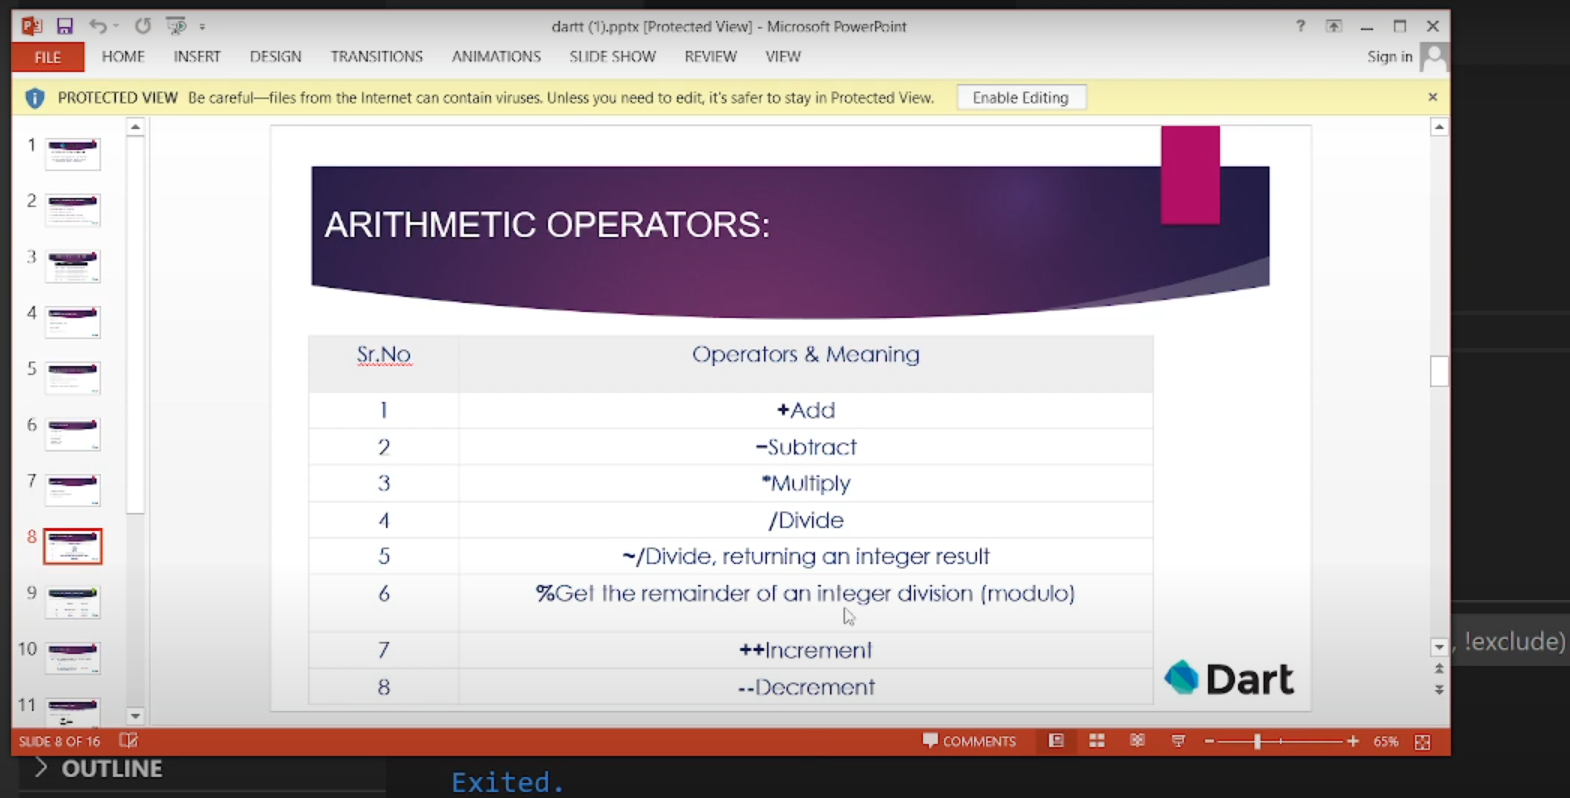 dartt (1).pptx [Protected View] - Microsoft PowerPoint
?
FILE HOME INSERT DESIGN TRANSITIONS ANIMATIONS SLIDE SHOW REVIEW VIEW Sign in
PROTECTED VIEW Be careful—files from the Internet can contain viruses. Unless you need to edit, it's safer to stay in Protected View. Enable Editing
1
2
3
4
5
6
7
8
9
10
11
ARITHMETIC OPERATORS:
Sr.No Operators & Meaning
1 +Add
2 −Subtract
3 *Multiply
4 /Divide
5 ~/Divide, returning an integer result
6 %Get the remainder of an integer division (modulo)
7 ++Increment
8 --Decrement
Dart
, !exclude)
SLIDE 8 OF 16 COMMENTS 65%
OUTLINE
Exited.